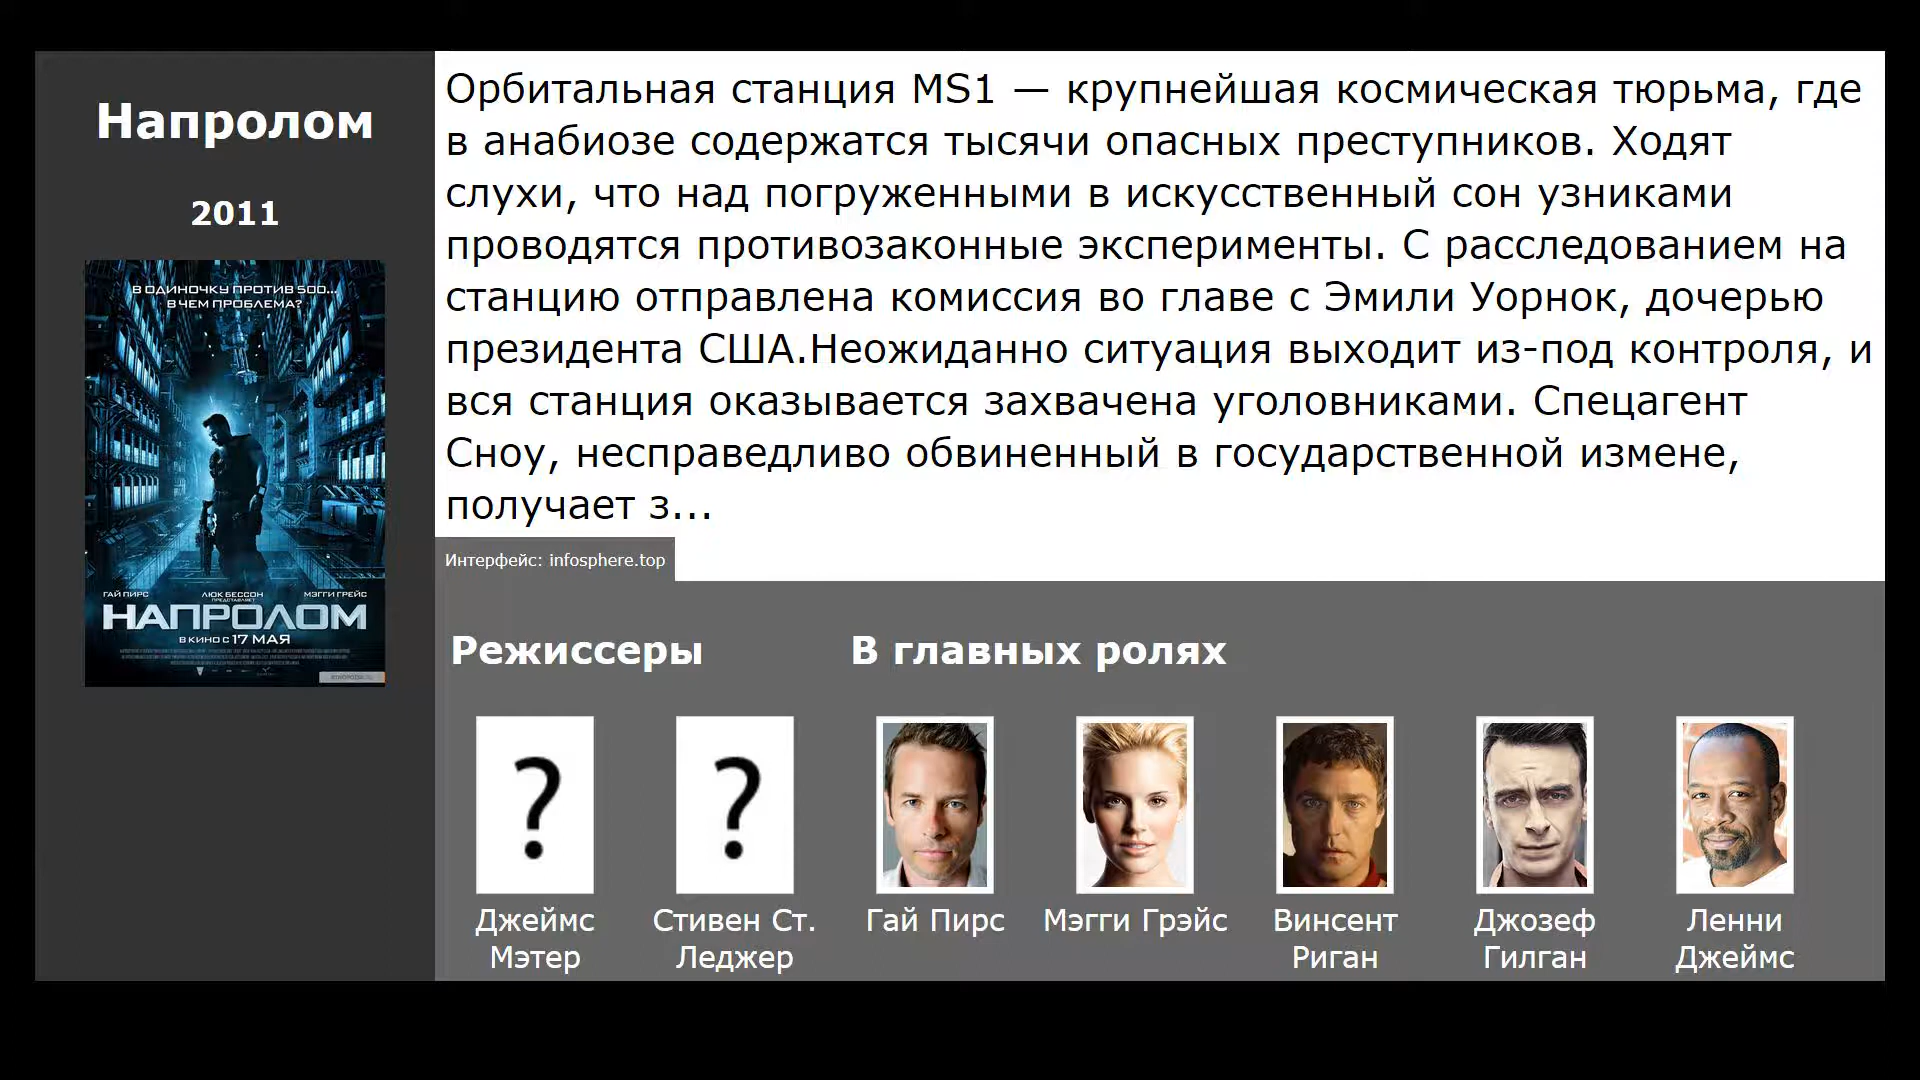 Напролом
2011
В ОДИНОЧКУ ПРОТИВ 500...
В ЧЕМ ПРОБЛЕМА?
ГАЙ ПИРС ЛЮК БЕССОН МЭГГИ ГРЕЙС
ПРЕДСТАВЛЯЕТ
НАПРОЛОМ
В КИНО С 17 МАЯ
Орбитальная станция MS1 — крупнейшая космическая тюрьма, где
в анабиозе содержатся тысячи опасных преступников. Ходят
слухи, что над погруженными в искусственный сон узниками
проводятся противозаконные эксперименты. С расследованием на
станцию отправлена комиссия во главе с Эмили Уорнок, дочерью
президента США.Неожиданно ситуация выходит из-под контроля, и
вся станция оказывается захвачена уголовниками. Спецагент
Сноу, несправедливо обвиненный в государственной измене,
получает з...
Интерфейс: infosphere.top
Режиссеры
В главных ролях
?
?
Джеймс
Мэтер
Стивен Ст.
Леджер
Гай Пирс
Мэгги Грэйс
Винсент
Риган
Джозеф
Гилган
Ленни
Джеймс